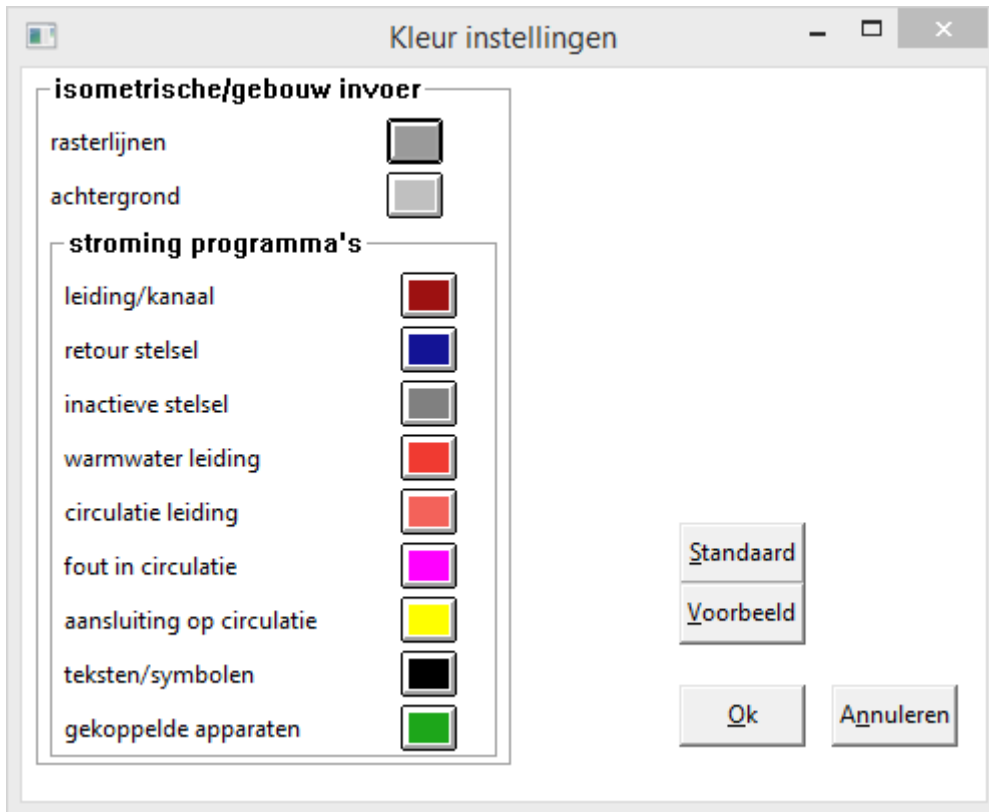 Kleur instellingen
isometrische/gebouw invoer
rasterlijnen
achtergrond
stroming programma's
leiding/kanaal
retour stelsel
inactieve stelsel
warmwater leiding
circulatie leiding
fout in circulatie
aansluiting op circulatie
teksten/symbolen
gekoppelde apparaten
Standaard
Voorbeeld
Ok
Annuleren